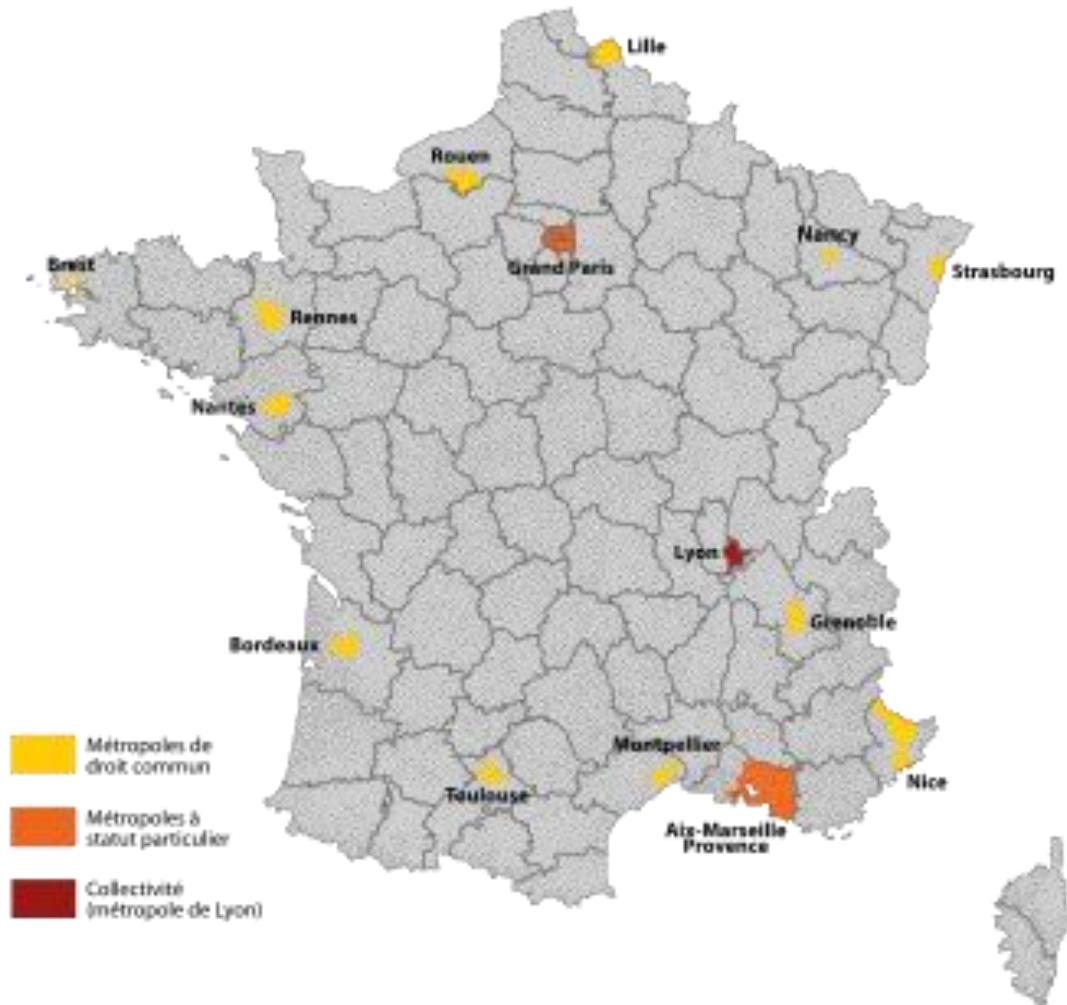 Lille
Rouen
Nancy
Grand Paris
Strasbourg
Brest
Rennes
Nantes
Lyon
Grenoble
Bordeaux
Montpellier
Toulouse
Nice
Aix-Marseille
Provence
Métropoles de
droit commun
Métropoles à
statut particulier
Collectivité
(métropole de Lyon)